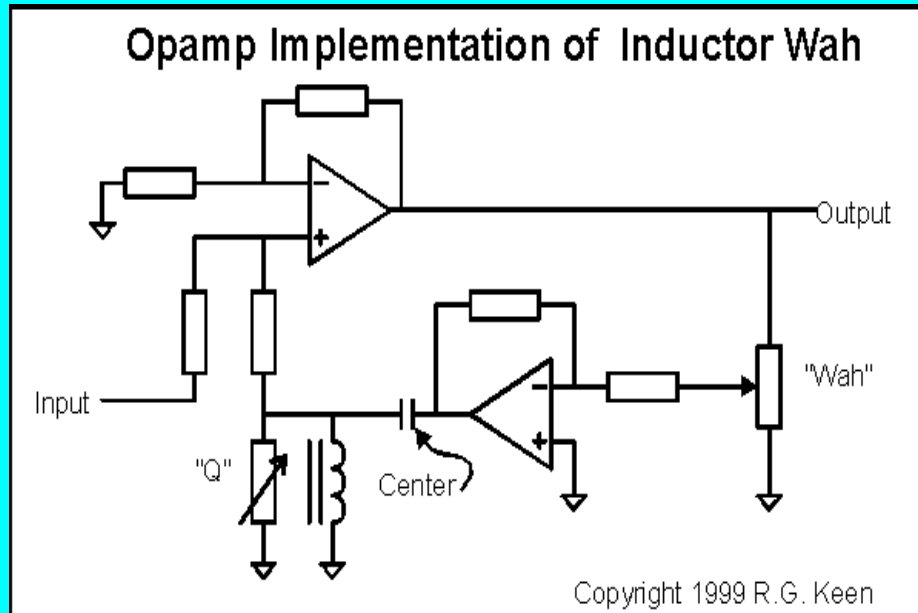 Opamp Implementation of Inductor Wah
−
+
Output
−
+
"Wah"
Input
"Q"
Center
Copyright 1999 R.G. Keen